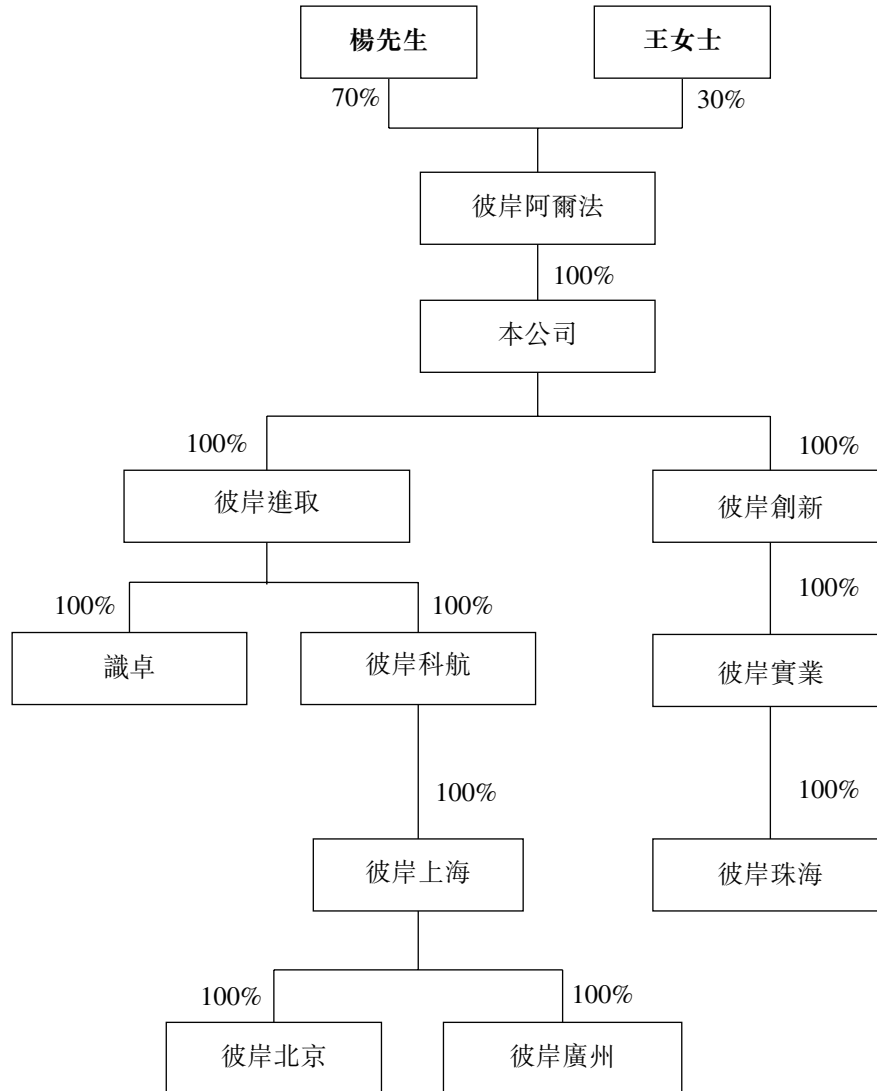 楊先生
王女士
70%
30%
彼岸阿爾法
100%
本公司
100%
100%
彼岸進取
彼岸創新
100%
100%
100%
識卓
彼岸科航
彼岸實業
100%
100%
彼岸上海
彼岸珠海
100%
100%
彼岸北京
彼岸廣州